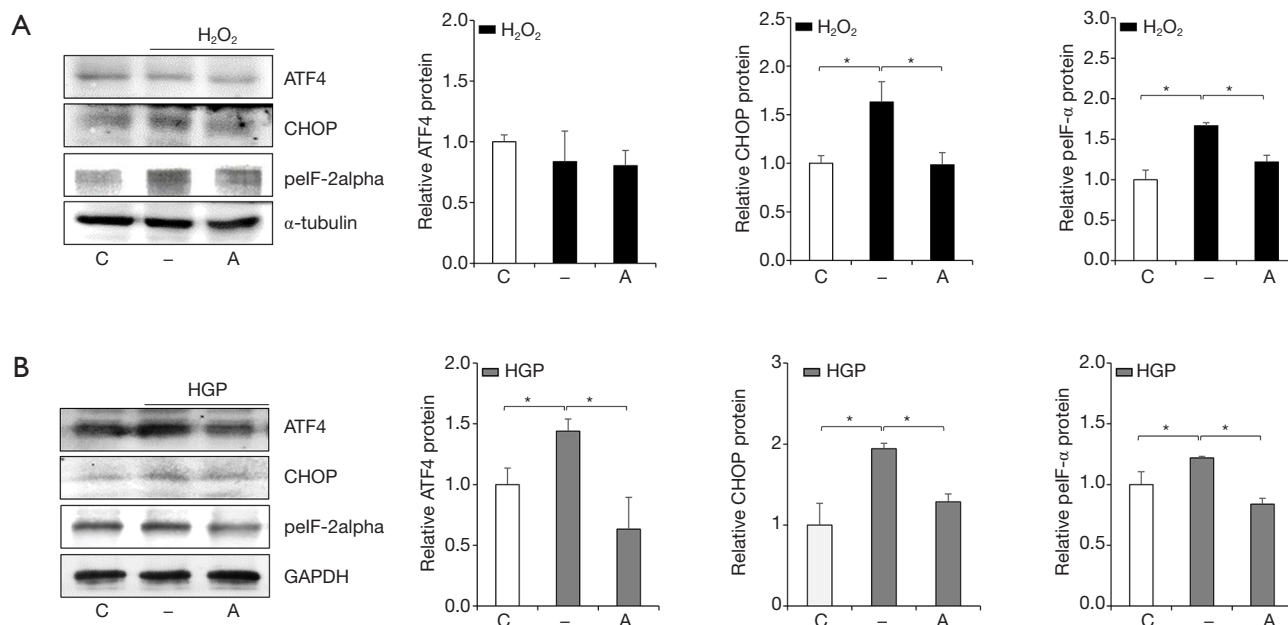 A
H₂O₂
ATF4
CHOP
peIF-2alpha
α-tubulin
C – A
Relative ATF4 protein
2.0
1.5
1.0
0.5
0.0
H₂O₂
C – A
Relative CHOP protein
2.5
2.0
1.5
1.0
0.5
0.0
H₂O₂
* *
C – A
Relative peIF-α protein
3.0
2.5
2.0
1.5
1.0
0.0
H₂O₂
* *
C – A
B
HGP
ATF4
CHOP
peIF-2alpha
GAPDH
C – A
Relative ATF4 protein
2.0
1.5
1.0
0.5
0.0
HGP
* *
C – A
Relative CHOP protein
3
2
1
0
HGP
* *
C – A
Relative peIF-α protein
2.0
1.5
1.0
0.5
0.0
HGP
* *
C – A